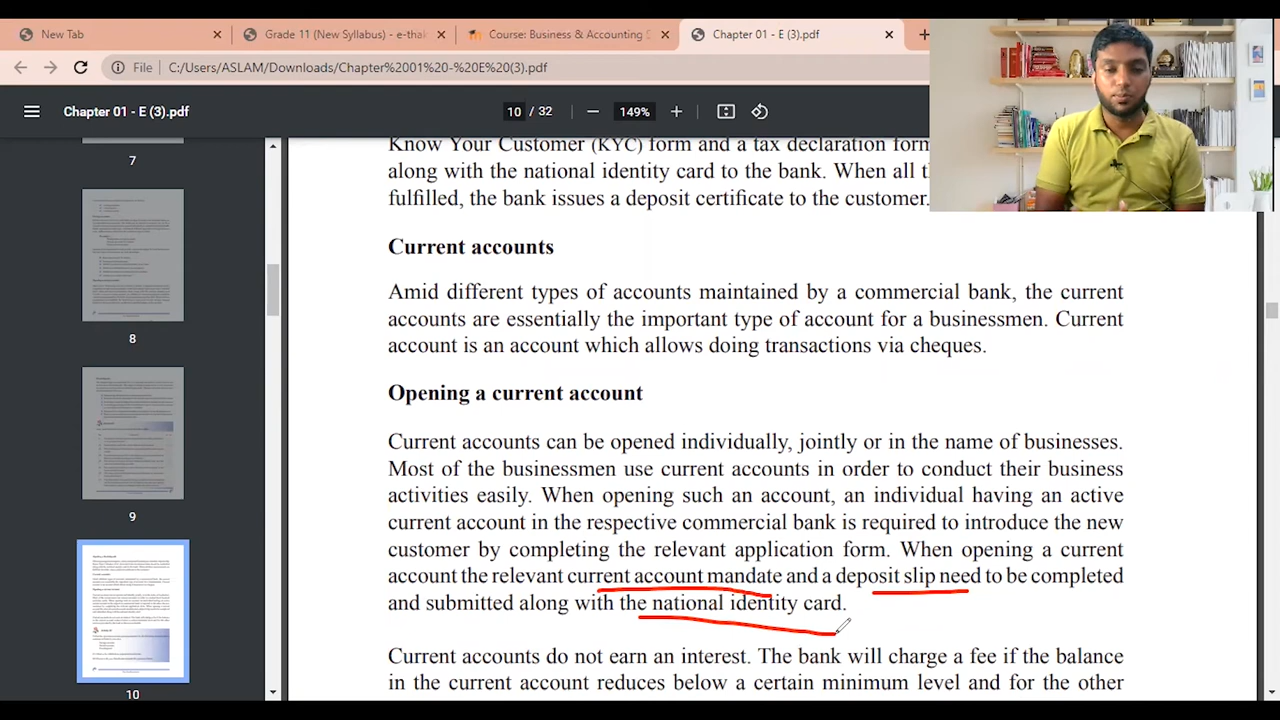 New Tab
Grade 11 (New Syllabus) - e-tha
Course: Business & Accounting S
Chapter 01 - E (3).pdf
File
C:/Users/ASLAM/Downloads/Chapter%2001%20-%20E%20(3).pdf
Chapter 01 - E (3).pdf
10 / 32
149%
7
8
9
10
Know Your Customer (KYC) form and a tax declaration form
along with the national identity card to the bank. When all th
fulfilled, the bank issues a deposit certificate to the customer.
Current accounts
Amid different types of accounts maintained by a commercial bank, the current
accounts are essentially the important type of account for a businessmen. Current
account is an account which allows doing transactions via cheques.
Opening a current account
Current accounts can be opened individually, jointly or in the name of businesses.
Most of the businessmen use current accounts in order to conduct their business
activities easily. When opening such an account, an individual having an active
current account in the respective commercial bank is required to introduce the new
customer by completing the relevant application form. When opening a current
account the relevant current account mandate and a deposit slip need to be completed
and submitted along with the national identity card.
Current accounts do not earn an interest. The bank will charge a fee if the balance
in the current account reduces below a certain minimum level and for the other